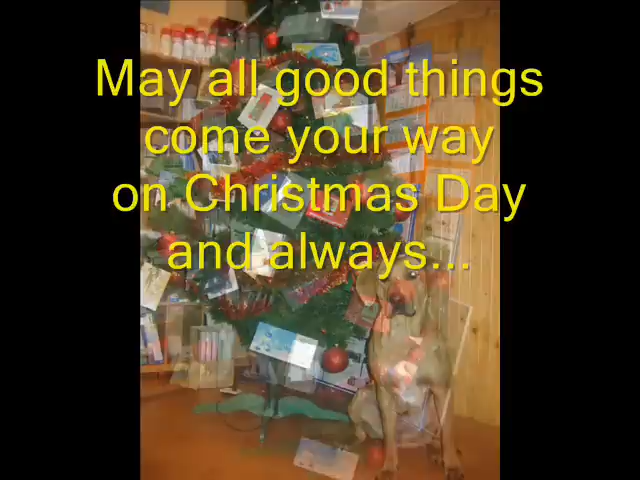 May all good things
come your way
on Christmas Day
and always...